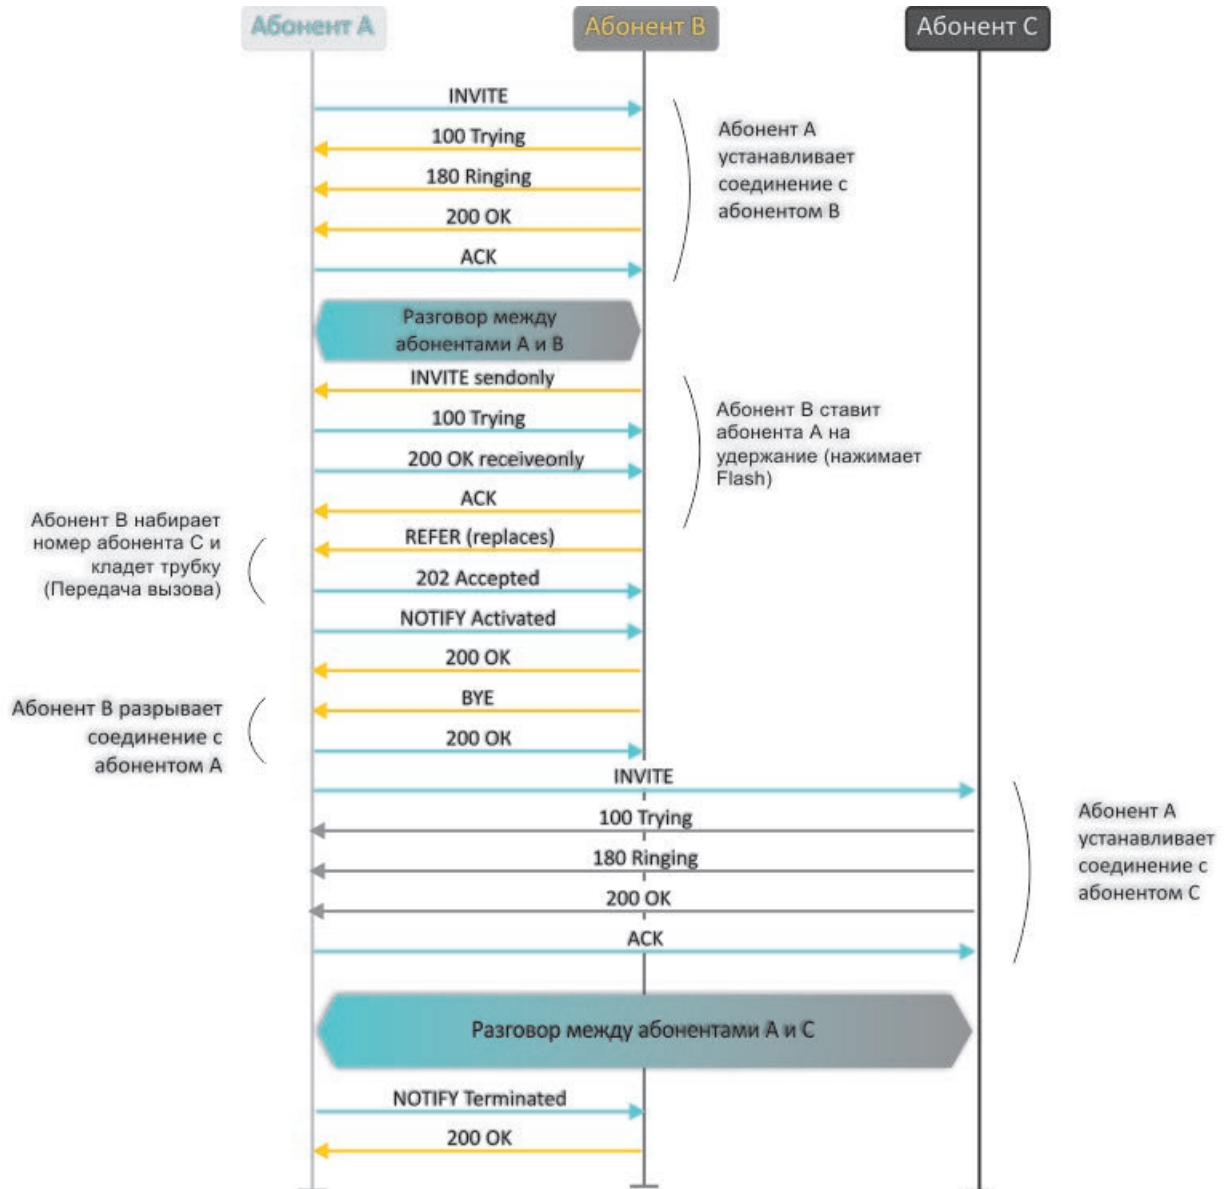 Абонент А
Абонент В
Абонент С
INVITE
100 Trying
180 Ringing
200 OK
ACK
Абонент А
устанавливает
соединение с
абонентом В
Разговор между
абонентами А и В
INVITE sendonly
100 Trying
200 OK receiveonly
ACK
Абонент В ставит
абонента А на
удержание (нажимает
Flash)
Абонент В набирает
номер абонента С и
кладет трубку
(Передача вызова)
REFER (replaces)
202 Accepted
NOTIFY Activated
200 OK
Абонент В разрывает
соединение с
абонентом А
BYE
200 OK
INVITE
100 Trying
180 Ringing
200 OK
ACK
Абонент А
устанавливает
соединение с
абонентом С
Разговор между абонентами А и С
NOTIFY Terminated
200 OK